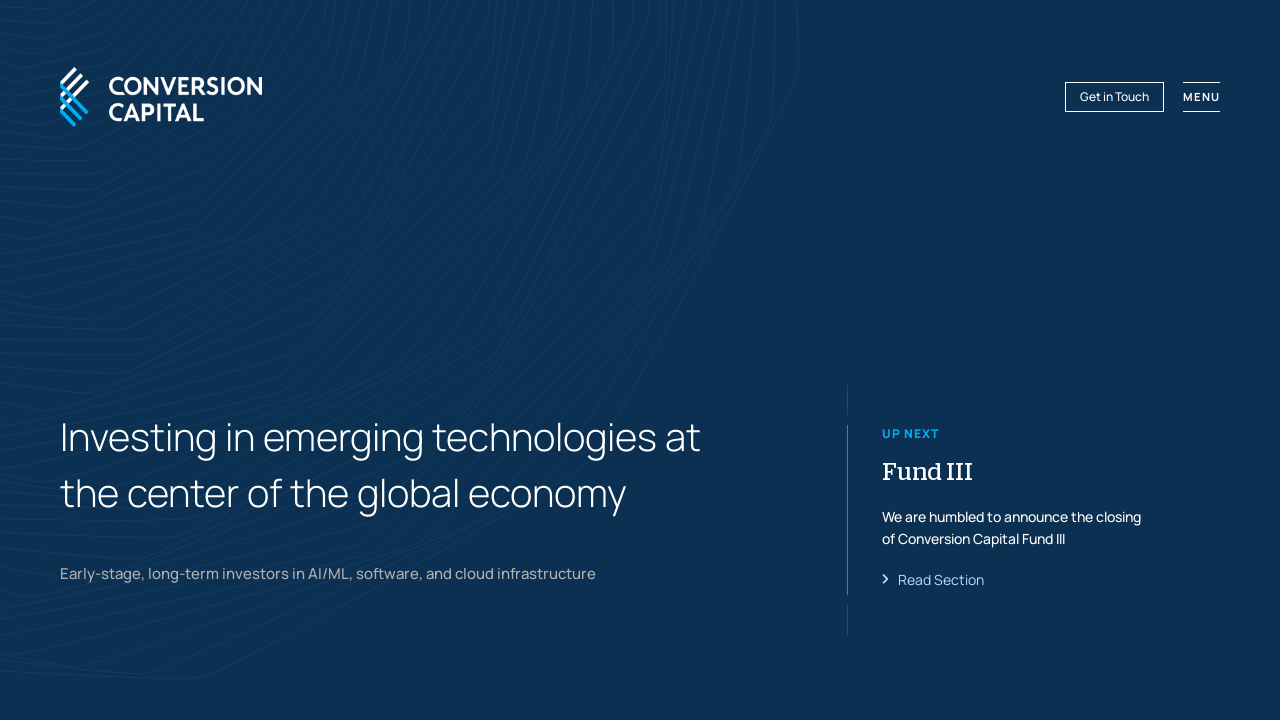 CONVERSION
CAPITAL
Get in Touch
MENU
Investing in emerging technologies at
the center of the global economy
Early-stage, long-term investors in AI/ML, software, and cloud infrastructure
UP NEXT
Fund III
We are humbled to announce the closing
of Conversion Capital Fund III
Read Section